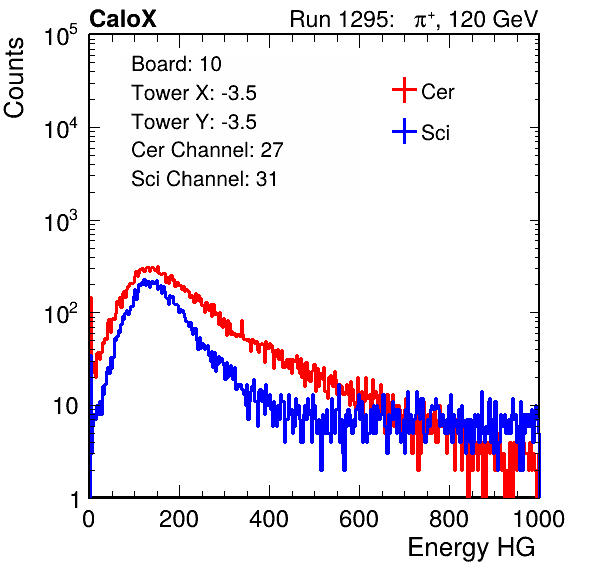 CaloX Run 1295: π⁺, 120 GeV
Counts
10⁵
10⁴
10³
10²
10
1
Board: 10
Tower X: -3.5
Tower Y: -3.5
Cer Channel: 27
Sci Channel: 31
Cer
Sci
0 200 400 600 800 1000
Energy HG